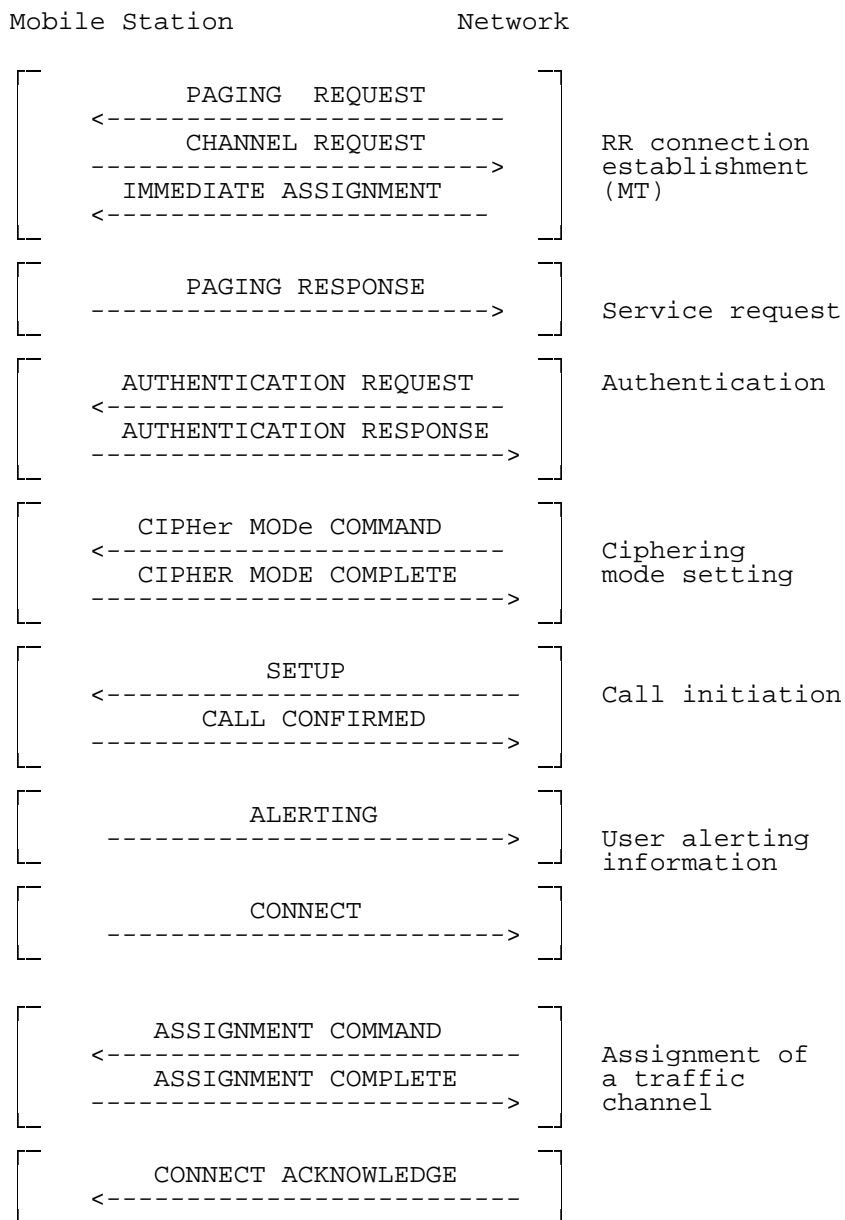 Mobile Station Network
PAGING REQUEST
<-------------------------
CHANNEL REQUEST
-------------------------> RR connection
IMMEDIATE ASSIGNMENT establishment
<------------------------ (MT)
PAGING RESPONSE
-------------------------> Service request
AUTHENTICATION REQUEST Authentication
<-------------------------
AUTHENTICATION RESPONSE
-------------------------->
CIPHer MODe COMMAND
<------------------------- Ciphering
CIPHER MODE COMPLETE mode setting
-------------------------->
SETUP
<-------------------------- Call initiation
CALL CONFIRMED
-------------------------->
ALERTING
-------------------------> User alerting
information
CONNECT
------------------------->
ASSIGNMENT COMMAND
<-------------------------- Assignment of
ASSIGNMENT COMPLETE a traffic
--------------------------> channel
CONNECT ACKNOWLEDGE
<--------------------------